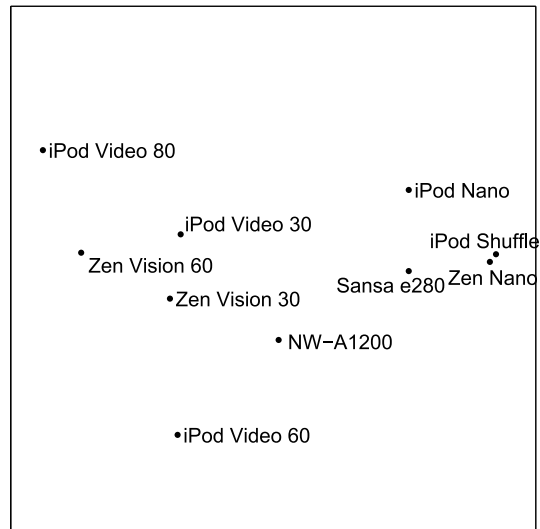 iPod Video 80
iPod Nano
iPod Video 30
iPod Shuffle
Zen Vision 60
Zen Nano
Sansa e280
Zen Vision 30
NW−A1200
iPod Video 60